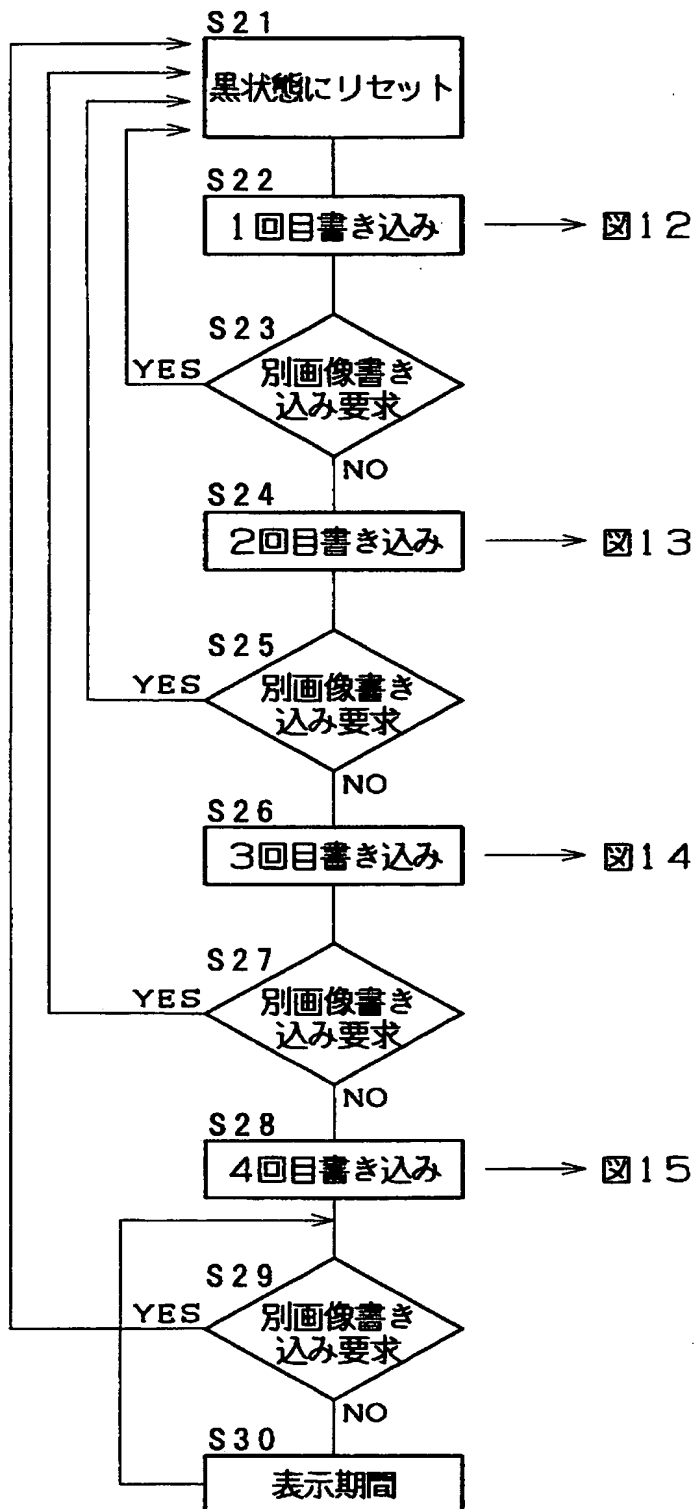 S21
黒状態にリセット
S22
1回目書き込み
図12
S23
YES
別画像書き
込み要求
NO
S24
2回目書き込み
図13
S25
YES
別画像書き
込み要求
NO
S26
3回目書き込み
図14
S27
YES
別画像書き
込み要求
NO
S28
4回目書き込み
図15
S29
YES
別画像書き
込み要求
NO
S30
表示期間